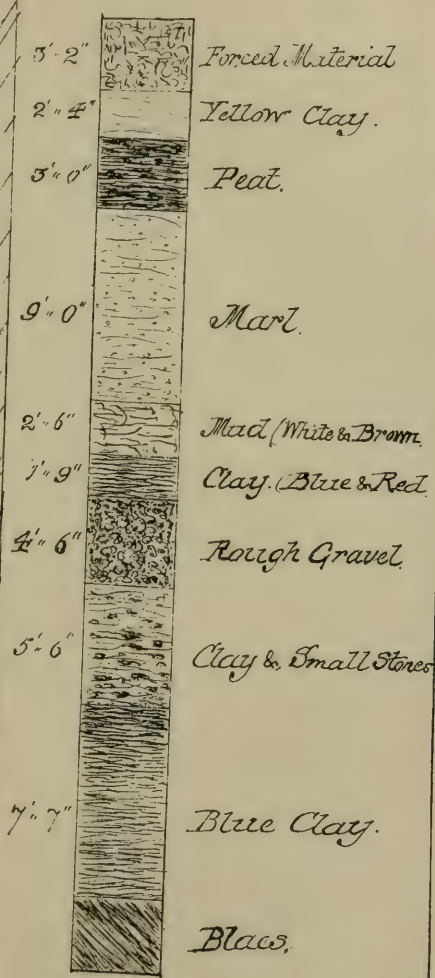 3'-2" Forced Material
2'"4" Yellow Clay.
3'"0" Peat.
9'"0" Marl.
2'"6" Mud (White & Brown
1'"9" Clay. (Blue & Red
4'"6" Rough Gravel.
5'"6" Clay & Small Stones
7'"7" Blue Clay.
Blaes.